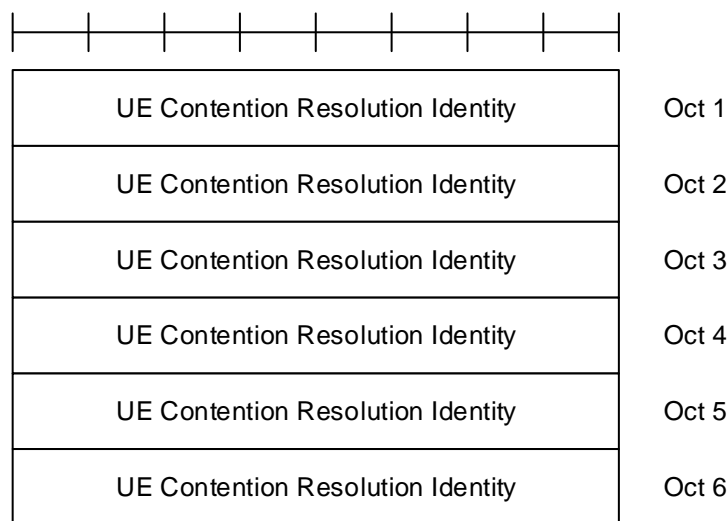 UE Contention Resolution Identity Oct 1
UE Contention Resolution Identity Oct 2
UE Contention Resolution Identity Oct 3
UE Contention Resolution Identity Oct 4
UE Contention Resolution Identity Oct 5
UE Contention Resolution Identity Oct 6